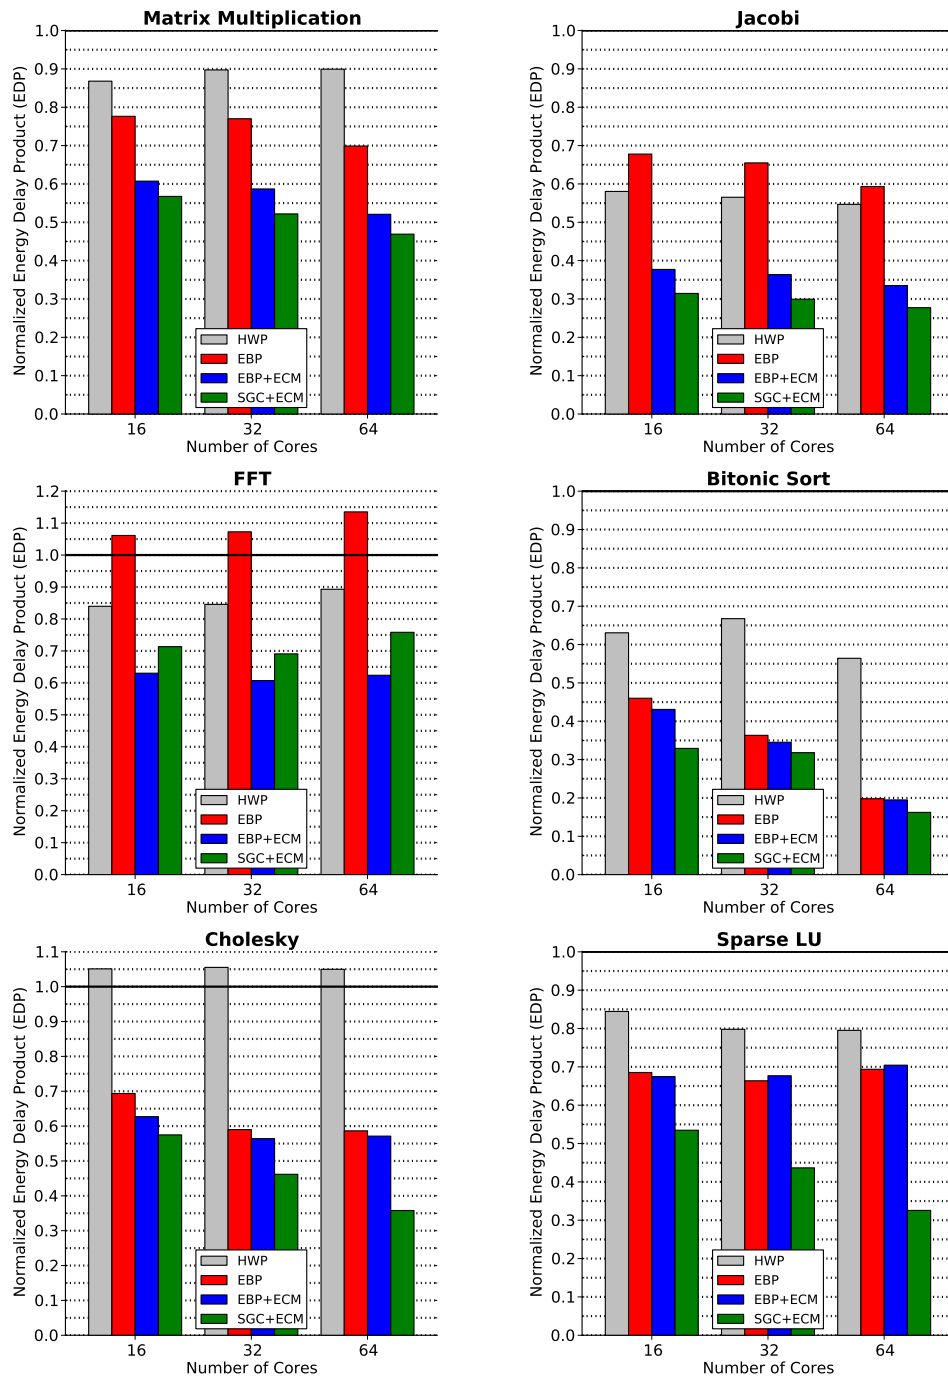 Matrix Multiplication
Normalized Energy Delay Product (EDP)
1.0
0.9
0.8
0.7
0.6
0.5
0.4
0.3
0.2
0.1
0.0
HWP
EBP
EBP+ECM
SGC+ECM
16 32 64
Number of Cores
Jacobi
Normalized Energy Delay Product (EDP)
1.0
0.9
0.8
0.7
0.6
0.5
0.4
0.3
0.2
0.1
0.0
HWP
EBP
EBP+ECM
SGC+ECM
16 32 64
Number of Cores
FFT
Normalized Energy Delay Product (EDP)
1.2
1.1
1.0
0.9
0.8
0.7
0.6
0.5
0.4
0.3
0.2
0.1
0.0
HWP
EBP
EBP+ECM
SGC+ECM
16 32 64
Number of Cores
Bitonic Sort
Normalized Energy Delay Product (EDP)
1.0
0.9
0.8
0.7
0.6
0.5
0.4
0.3
0.2
0.1
0.0
HWP
EBP
EBP+ECM
SGC+ECM
16 32 64
Number of Cores
Cholesky
Normalized Energy Delay Product (EDP)
1.1
1.0
0.9
0.8
0.7
0.6
0.5
0.4
0.3
0.2
0.1
0.0
HWP
EBP
EBP+ECM
SGC+ECM
16 32 64
Number of Cores
Sparse LU
Normalized Energy Delay Product (EDP)
1.0
0.9
0.8
0.7
0.6
0.5
0.4
0.3
0.2
0.1
0.0
HWP
EBP
EBP+ECM
SGC+ECM
16 32 64
Number of Cores